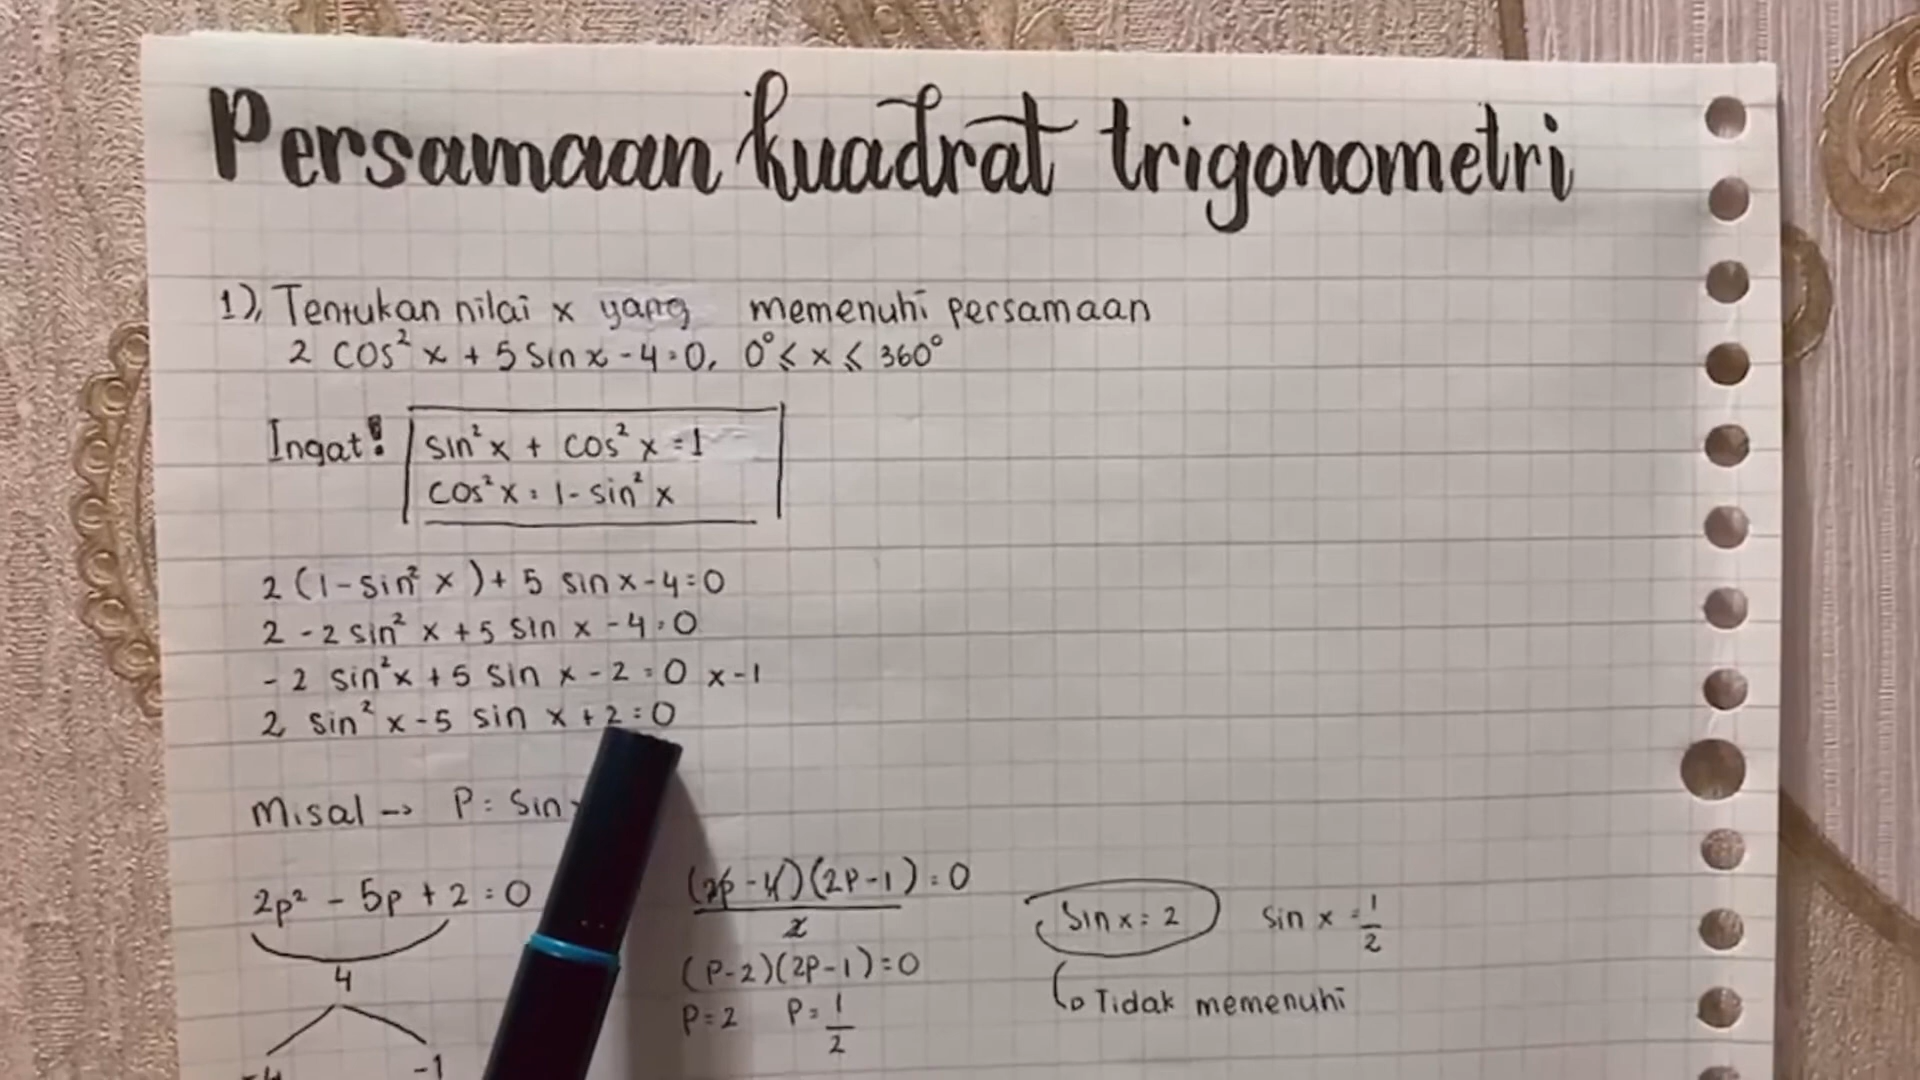 Persamaan kuadrat trigonometri
1), Tentukan nilai x yang memenuhi persamaan
2 cos² x + 5 sin x - 4 = 0, 0° ≤ x ≤ 360°
Ingat!
sin² x + cos² x = 1
cos² x = 1 - sin² x
2 (1 - sin² x) + 5 sin x - 4 = 0
2 - 2 sin² x + 5 sin x - 4 = 0
- 2 sin² x + 5 sin x - 2 = 0 x - 1
2 sin² x - 5 sin x + 2 = 0
Misal --> P = sin
2p² - 5p + 2 = 0
4
-4 -1
(2p - 4)(2p - 1) = 0
2
(p - 2)(2p - 1) = 0
p = 2 p = 1/2
sin x = 2 sin x = 1/2
Tidak memenuhi